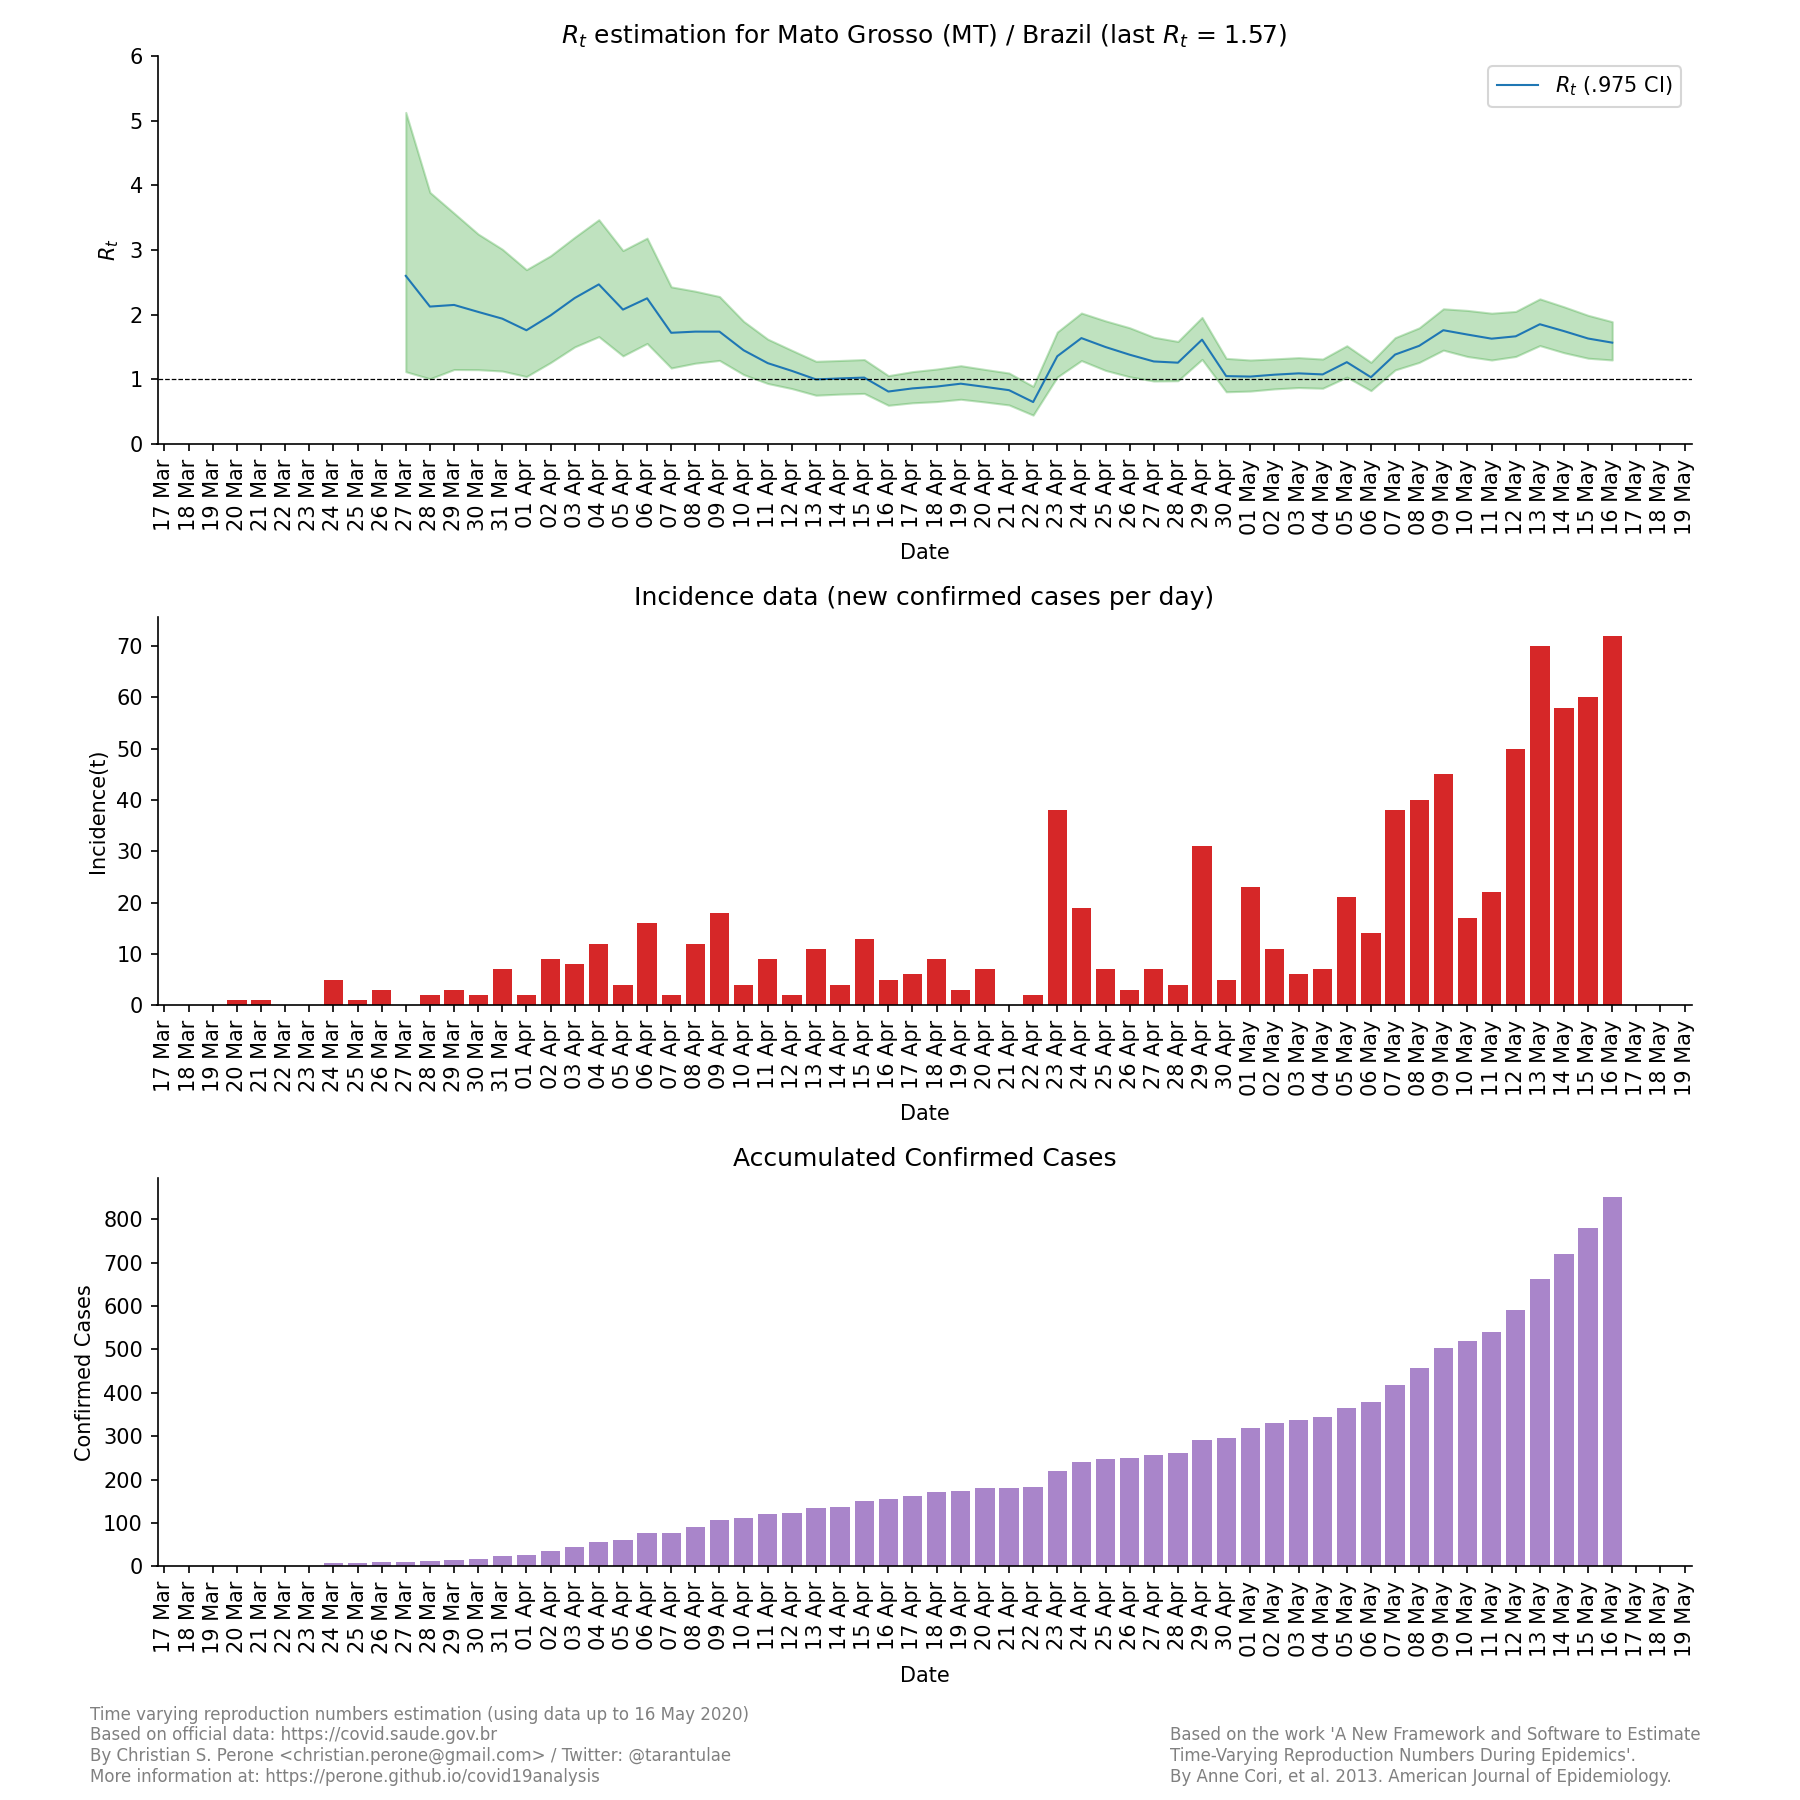 R_t estimation for Mato Grosso (MT) / Brazil (last R_t = 1.57)
R_t (.975 CI)
6
5
4
3
2
1
0
R_t
17 Mar 18 Mar 19 Mar 20 Mar 21 Mar 22 Mar 23 Mar 24 Mar 25 Mar 26 Mar 27 Mar 28 Mar 29 Mar 30 Mar 31 Mar 01 Apr 02 Apr 03 Apr 04 Apr 05 Apr 06 Apr 07 Apr 08 Apr 09 Apr 10 Apr 11 Apr 12 Apr 13 Apr 14 Apr 15 Apr 16 Apr 17 Apr 18 Apr 19 Apr 20 Apr 21 Apr 22 Apr 23 Apr 24 Apr 25 Apr 26 Apr 27 Apr 28 Apr 29 Apr 30 Apr 01 May 02 May 03 May 04 May 05 May 06 May 07 May 08 May 09 May 10 May 11 May 12 May 13 May 14 May 15 May 16 May 17 May 18 May 19 May
Date
Incidence data (new confirmed cases per day)
70
60
50
40
30
20
10
0
Incidence(t)
17 Mar 18 Mar 19 Mar 20 Mar 21 Mar 22 Mar 23 Mar 24 Mar 25 Mar 26 Mar 27 Mar 28 Mar 29 Mar 30 Mar 31 Mar 01 Apr 02 Apr 03 Apr 04 Apr 05 Apr 06 Apr 07 Apr 08 Apr 09 Apr 10 Apr 11 Apr 12 Apr 13 Apr 14 Apr 15 Apr 16 Apr 17 Apr 18 Apr 19 Apr 20 Apr 21 Apr 22 Apr 23 Apr 24 Apr 25 Apr 26 Apr 27 Apr 28 Apr 29 Apr 30 Apr 01 May 02 May 03 May 04 May 05 May 06 May 07 May 08 May 09 May 10 May 11 May 12 May 13 May 14 May 15 May 16 May 17 May 18 May 19 May
Date
Accumulated Confirmed Cases
800
700
600
500
400
300
200
100
0
Confirmed Cases
17 Mar 18 Mar 19 Mar 20 Mar 21 Mar 22 Mar 23 Mar 24 Mar 25 Mar 26 Mar 27 Mar 28 Mar 29 Mar 30 Mar 31 Mar 01 Apr 02 Apr 03 Apr 04 Apr 05 Apr 06 Apr 07 Apr 08 Apr 09 Apr 10 Apr 11 Apr 12 Apr 13 Apr 14 Apr 15 Apr 16 Apr 17 Apr 18 Apr 19 Apr 20 Apr 21 Apr 22 Apr 23 Apr 24 Apr 25 Apr 26 Apr 27 Apr 28 Apr 29 Apr 30 Apr 01 May 02 May 03 May 04 May 05 May 06 May 07 May 08 May 09 May 10 May 11 May 12 May 13 May 14 May 15 May 16 May 17 May 18 May 19 May
Date
Time varying reproduction numbers estimation (using data up to 16 May 2020)
Based on official data: https://covid.saude.gov.br
By Christian S. Perone <christian.perone@gmail.com> / Twitter: @tarantulae
More information at: https://perone.github.io/covid19analysis
Based on the work 'A New Framework and Software to Estimate
Time-Varying Reproduction Numbers During Epidemics'.
By Anne Cori, et al. 2013. American Journal of Epidemiology.